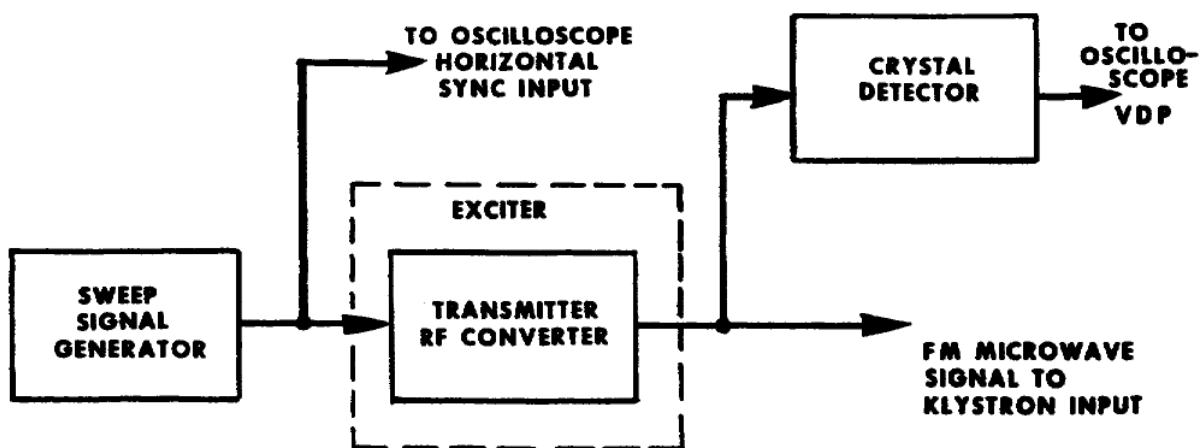 TO OSCILLOSCOPE
HORIZONTAL
SYNC INPUT
CRYSTAL
DETECTOR
TO
OSCILLO-
SCOPE
VDP
EXCITER
SWEEP
SIGNAL
GENERATOR
TRANSMITTER
RF CONVERTER
FM MICROWAVE
SIGNAL TO
KLYSTRON INPUT